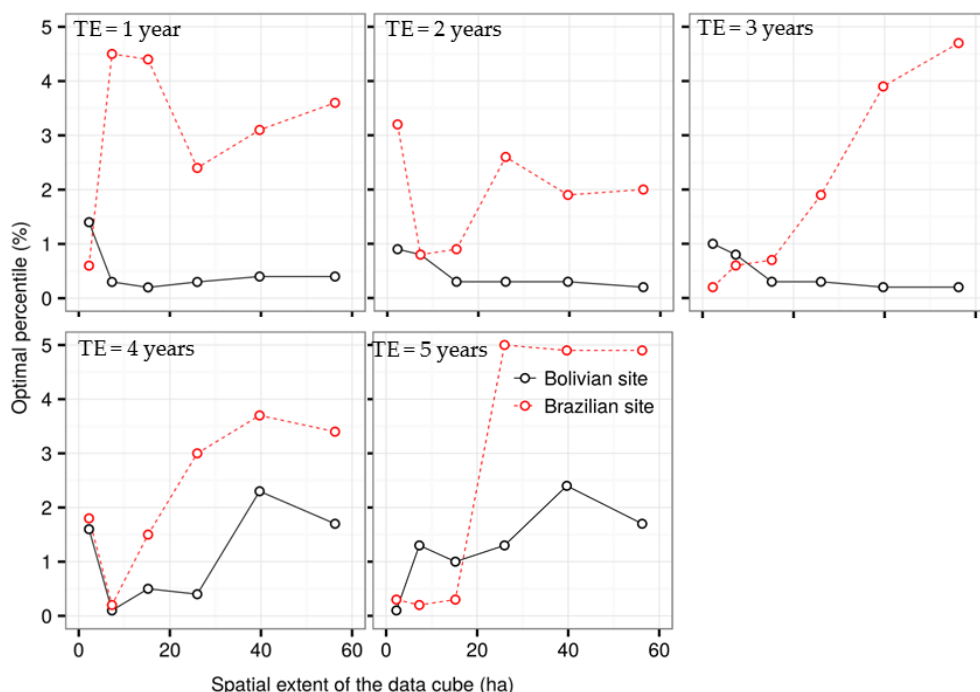 TE = 1 year
TE = 2 years
TE = 3 years
5
4
3
2
1
0
Optimal percentile (%)
TE = 4 years
TE = 5 years
5
4
3
2
1
0
Bolivian site
Brazilian site
0 20 40 60 0 20 40 60
Spatial extent of the data cube (ha)